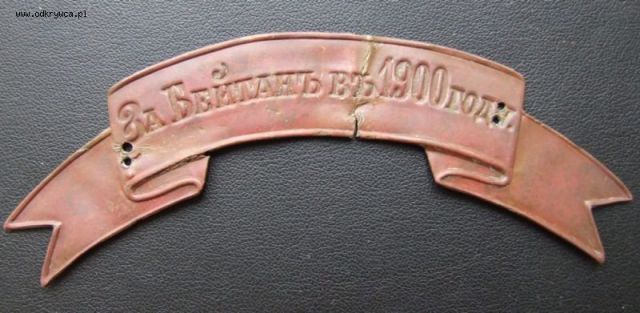 www.odkrywca.pl
За Бейтанъ въ 1900 году.